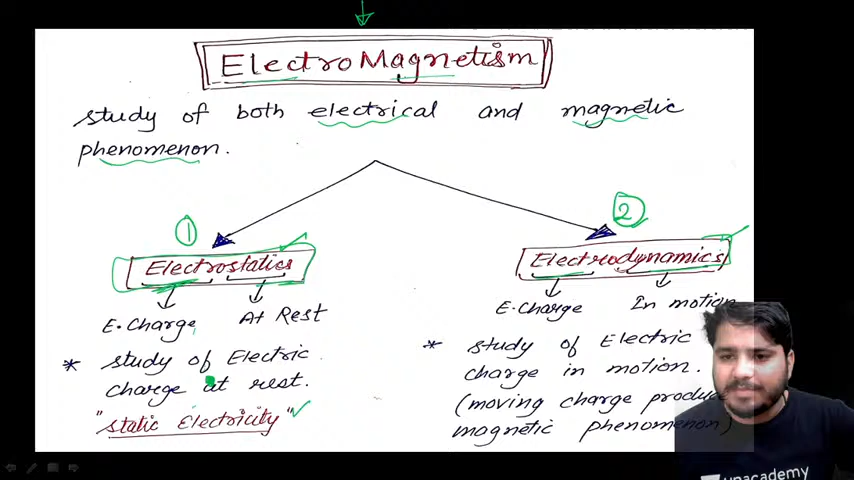 ElectroMagnetism
study of both electrical and magnetic
phenomenon.
1
2
Electrostatics
Electrodynamics
E.Charge At Rest
E.Charge In motion
* study of Electric
charge at rest.
"static Electricity"
* study of Electric
charge in motion.
(moving charge produce
magnetic phenomenon)
unacademy